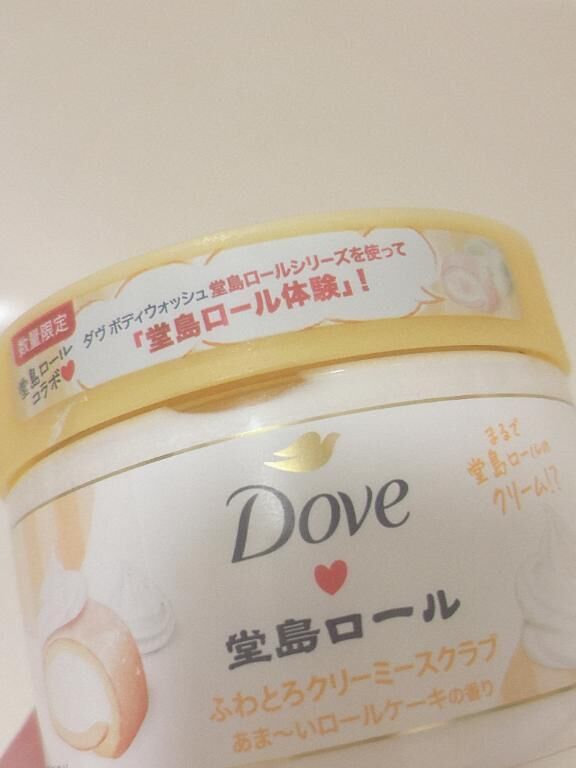 数量限定
堂島ロール
コラボ♥
ダヴ ボディウォッシュ 堂島ロールシリーズを使って
「堂島ロール体験」！
Dove
♥
堂島ロール
ふわとろクリーミースクラブ
あま〜いロールケーキの香り
まるで
堂島ロールの
クリーム!?